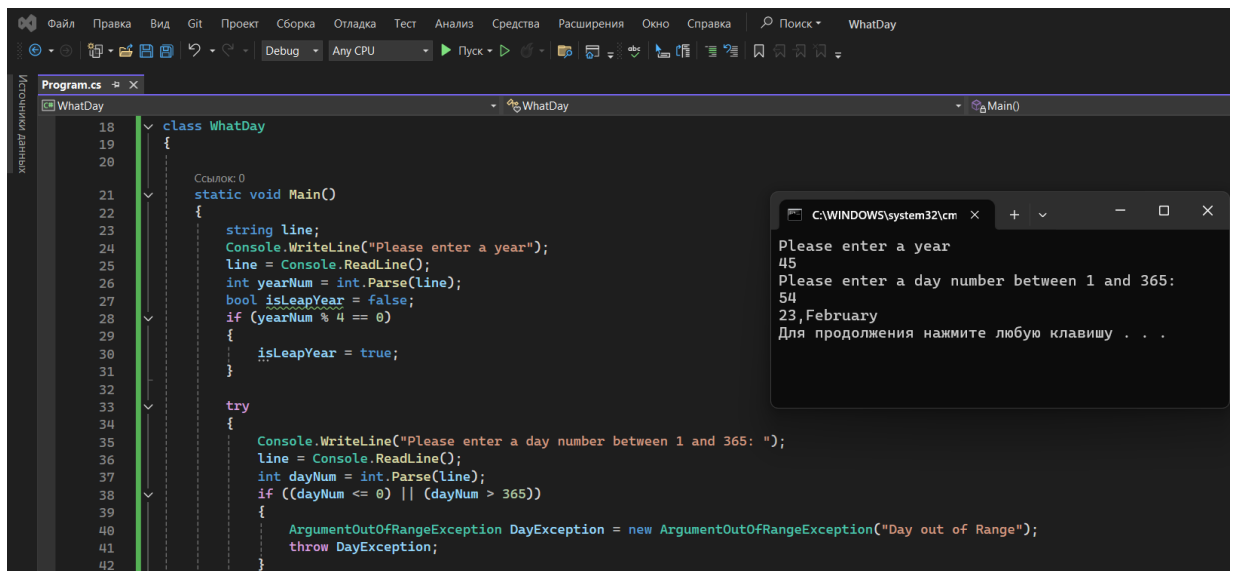 Файл Правка Вид Git Проект Сборка Отладка Тест Анализ Средства Расширения Окно Справка Поиск WhatDay
Debug Any CPU Пуск
Источники данных
Program.cs
WhatDay WhatDay Main()
18 class WhatDay
19 {
20
Ссылок: 0
21 static void Main()
22 {
23 string line;
24 Console.WriteLine("Please enter a year");
25 line = Console.ReadLine();
26 int yearNum = int.Parse(line);
27 bool isLeapYear = false;
28 if (yearNum % 4 == 0)
29 {
30 isLeapYear = true;
31 }
32
33 try
34 {
35 Console.WriteLine("Please enter a day number between 1 and 365: ");
36 line = Console.ReadLine();
37 int dayNum = int.Parse(line);
38 if ((dayNum <= 0) || (dayNum > 365))
39 {
40 ArgumentOutOfRangeException DayException = new ArgumentOutOfRangeException("Day out of Range");
41 throw DayException;
42 }
C:\WINDOWS\system32\cm
Please enter a year
45
Please enter a day number between 1 and 365:
54
23,February
Для продолжения нажмите любую клавишу . . .